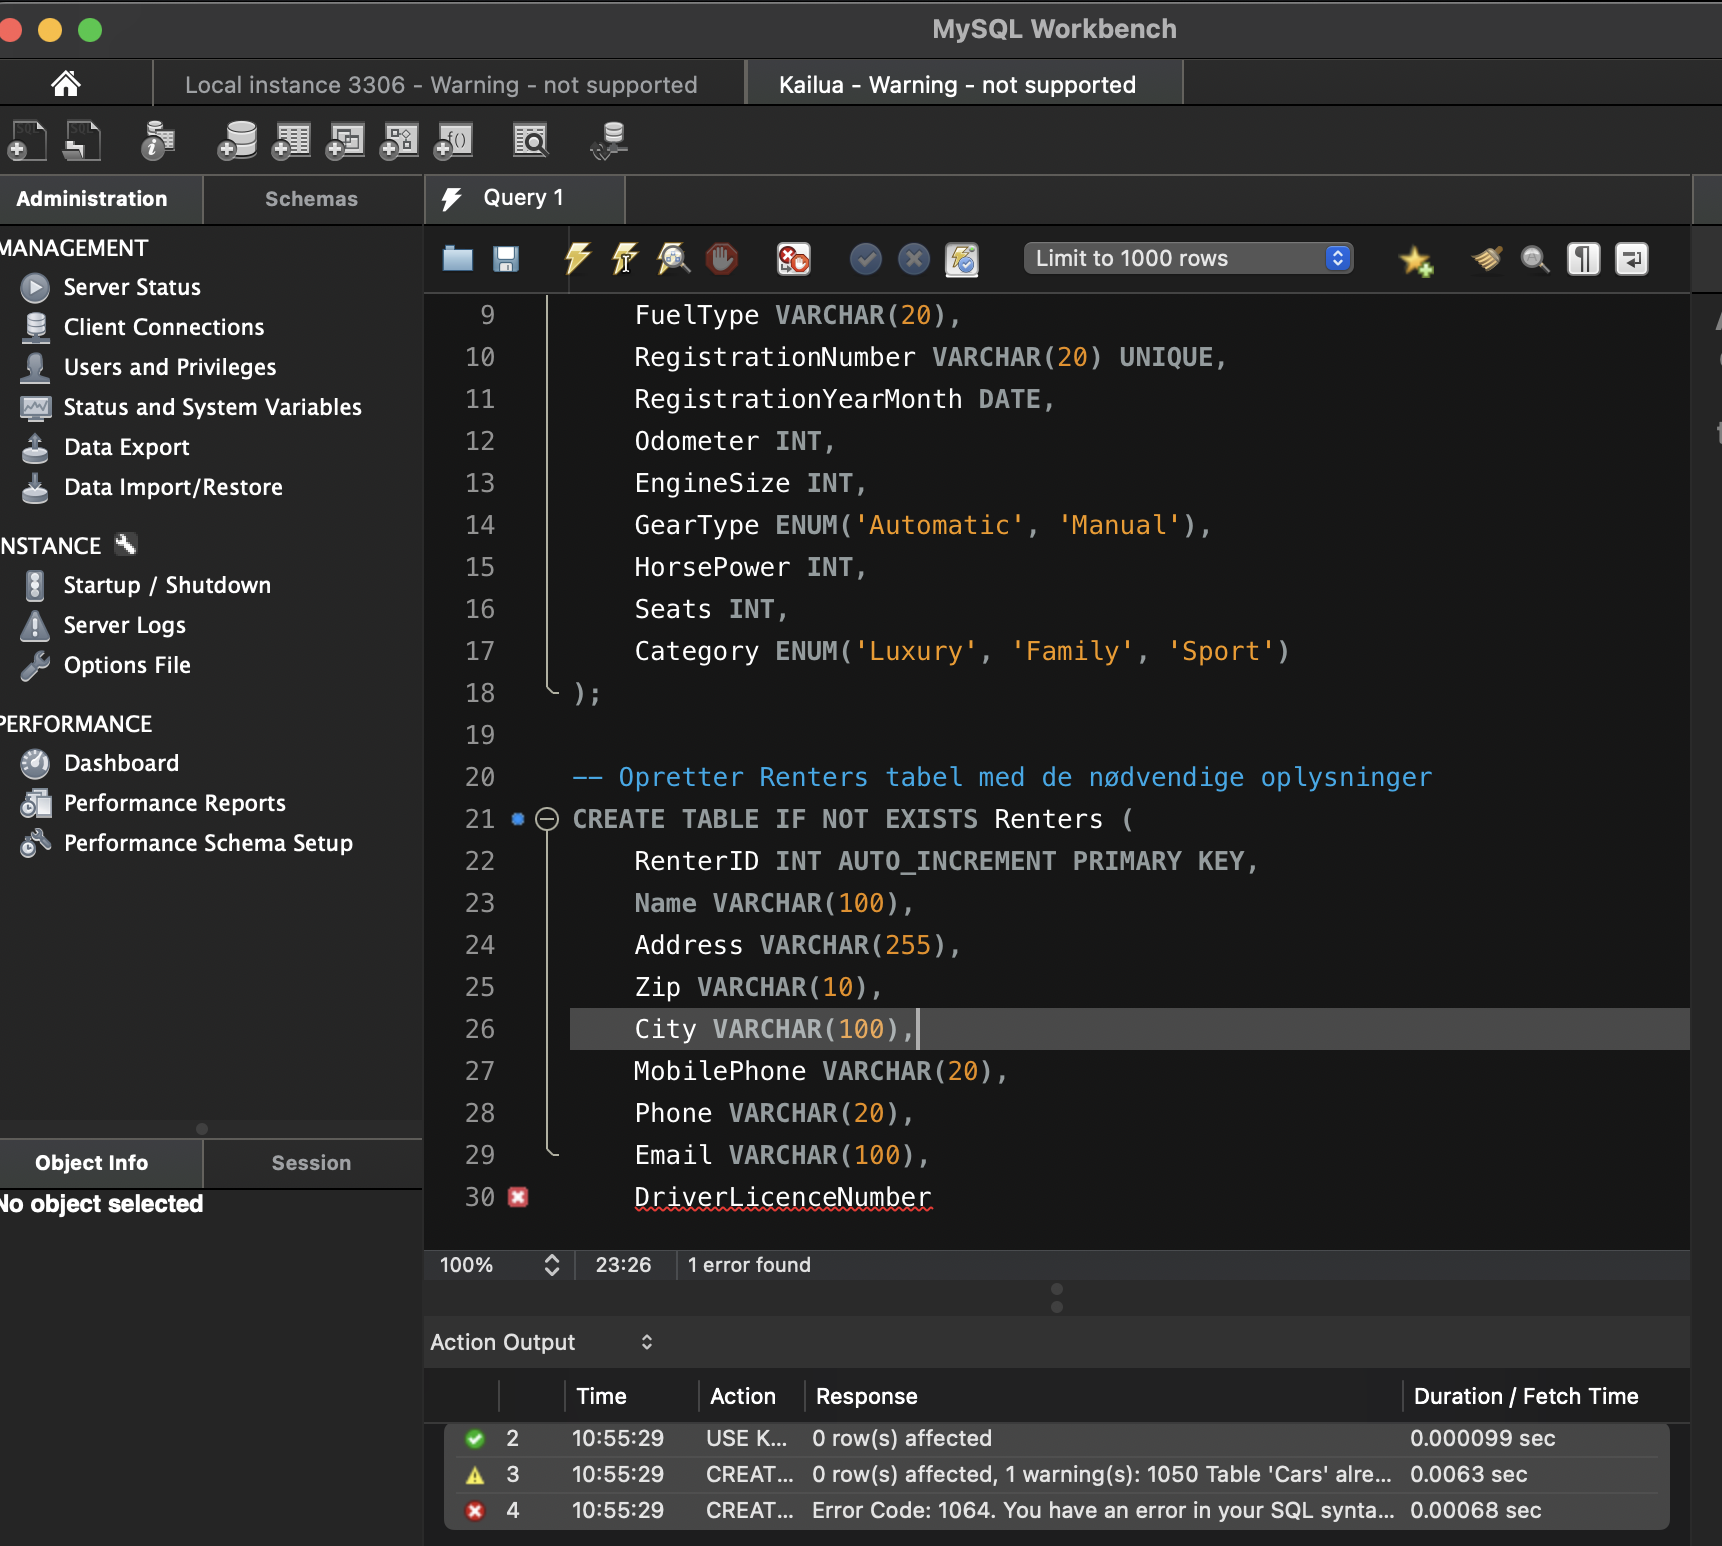 MySQL Workbench
Local instance 3306 - Warning - not supported
Kailua - Warning - not supported
Administration
Schemas
MANAGEMENT
Server Status
Client Connections
Users and Privileges
Status and System Variables
Data Export
Data Import/Restore
NSTANCE
Startup / Shutdown
Server Logs
Options File
PERFORMANCE
Dashboard
Performance Reports
Performance Schema Setup
Object Info
Session
No object selected
Query 1
Limit to 1000 rows
9 FuelType VARCHAR(20),
10 RegistrationNumber VARCHAR(20) UNIQUE,
11 RegistrationYearMonth DATE,
12 Odometer INT,
13 EngineSize INT,
14 GearType ENUM('Automatic', 'Manual'),
15 HorsePower INT,
16 Seats INT,
17 Category ENUM('Luxury', 'Family', 'Sport')
18 );
19
20 -- Opretter Renters tabel med de nødvendige oplysninger
21 CREATE TABLE IF NOT EXISTS Renters (
22 RenterID INT AUTO_INCREMENT PRIMARY KEY,
23 Name VARCHAR(100),
24 Address VARCHAR(255),
25 Zip VARCHAR(10),
26 City VARCHAR(100),
27 MobilePhone VARCHAR(20),
28 Phone VARCHAR(20),
29 Email VARCHAR(100),
30 DriverLicenceNumber
100% 23:26 1 error found
Action Output
Time Action Response Duration / Fetch Time
2 10:55:29 USE K... 0 row(s) affected 0.000099 sec
3 10:55:29 CREAT... 0 row(s) affected, 1 warning(s): 1050 Table 'Cars' alre... 0.0063 sec
4 10:55:29 CREAT... Error Code: 1064. You have an error in your SQL synta... 0.00068 sec